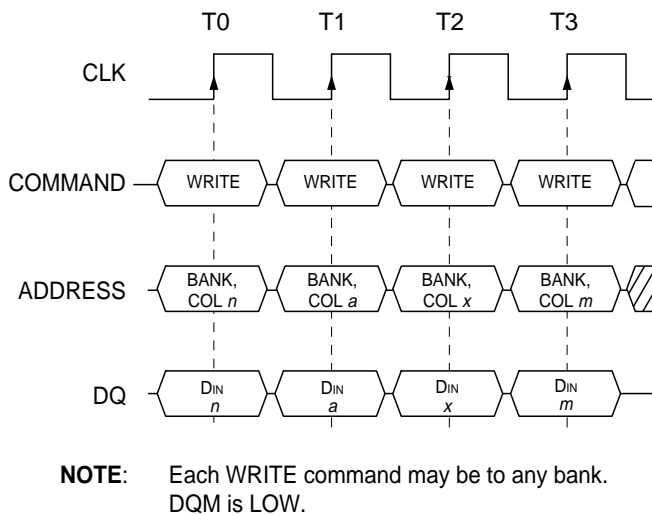 T0 T1 T2 T3
CLK
COMMAND WRITE WRITE WRITE WRITE
ADDRESS BANK, COL n BANK, COL a BANK, COL x BANK, COL m
DQ DIN n DIN a DIN x DIN m
NOTE: Each WRITE command may be to any bank.
DQM is LOW.